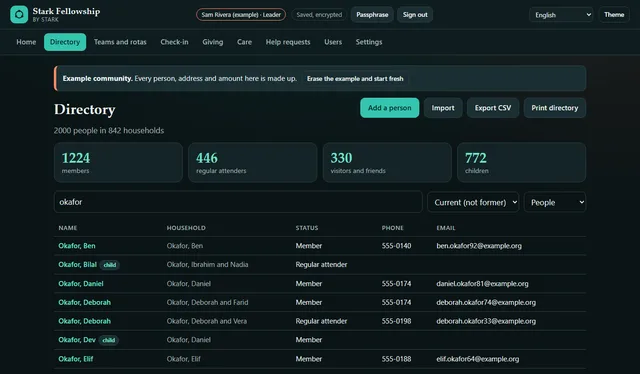 Stark Fellowship
BY STARK
Sam Rivera (example) · Leader
Saved, encrypted
Passphrase
Sign out
English
Theme
Home
Directory
Teams and rotas
Check-in
Giving
Care
Help requests
Users
Settings
Example community. Every person, address and amount here is made up. Erase the example and start fresh
Directory
Add a person
Import
Export CSV
Print directory
2000 people in 842 households
1224
members
446
regular attenders
330
visitors and friends
772
children
okafor
Current (not former)
People
NAME HOUSEHOLD STATUS PHONE EMAIL
Okafor, Ben Okafor, Ben Member 555-0140 ben.okafor92@example.org
Okafor, Bilal child Okafor, Ibrahim and Nadia Regular attender
Okafor, Daniel Okafor, Daniel Member 555-0174 daniel.okafor81@example.org
Okafor, Deborah Okafor, Deborah and Farid Member 555-0174 deborah.okafor74@example.org
Okafor, Deborah Okafor, Deborah and Vera Regular attender 555-0198 deborah.okafor33@example.org
Okafor, Dev child Okafor, Daniel Member
Okafor, Elif Okafor, Elif Member 555-0188 elif.okafor64@example.org